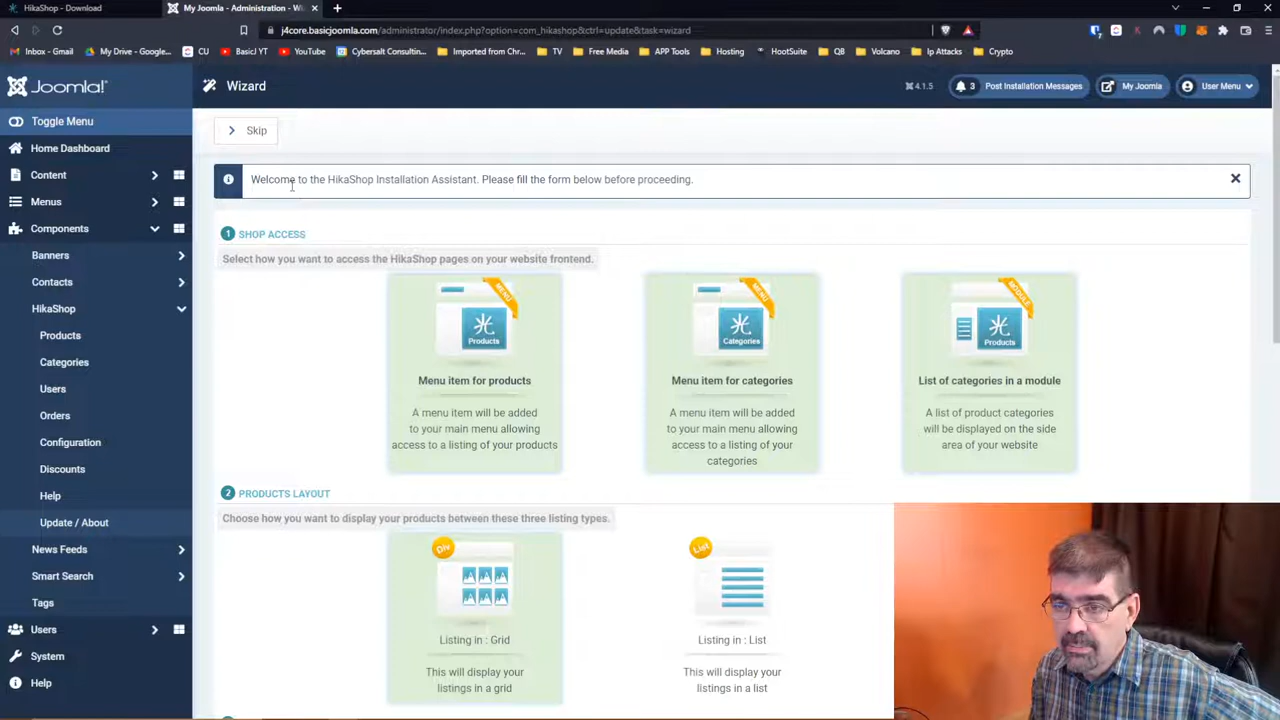 HikaShop - Download
My Joomla - Administration - Wi
j4core.basicjoomla.com/administrator/index.php?option=com_hikashop&ctrl=update&task=wizard
Inbox - Gmail
My Drive - Google...
CU
BasicJ YT
YouTube
Cybersalt Consulting...
Imported from Chr...
TV
Free Media
APP Tools
Hosting
HootSuite
QB
Volcano
Ip Attacks
Crypto
Joomla!
Wizard
4.1.5
3 Post Installation Messages
My Joomla
User Menu
Toggle Menu
Home Dashboard
Content
Menus
Components
Banners
Contacts
HikaShop
Products
Categories
Users
Orders
Configuration
Discounts
Help
Update / About
News Feeds
Smart Search
Tags
Users
System
Help
Skip
Welcome to the HikaShop Installation Assistant. Please fill the form below before proceeding.
1 SHOP ACCESS
Select how you want to access the HikaShop pages on your website frontend.
MENU
Products
Menu item for products
A menu item will be added
to your main menu allowing
access to a listing of your products
MENU
Categories
Menu item for categories
A menu item will be added
to your main menu allowing
access to a listing of your
categories
MODULE
Products
List of categories in a module
A list of product categories
will be displayed on the side
area of your website
2 PRODUCTS LAYOUT
Choose how you want to display your products between these three listing types.
Div
Listing in : Grid
This will display your
listings in a grid
List
Listing in : List
This will display your
listings in a list